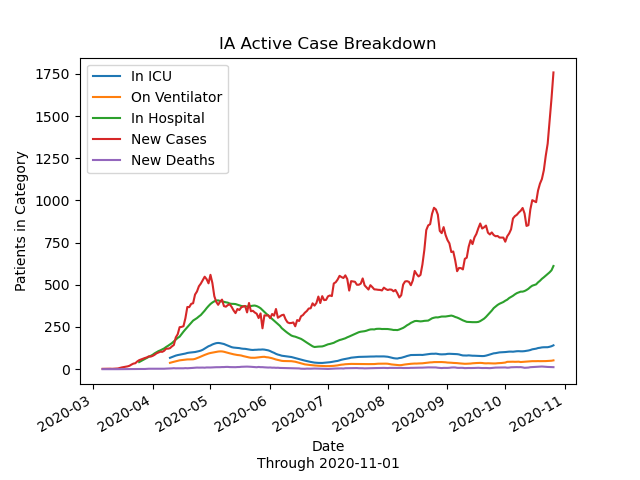 IA Active Case Breakdown
In ICU
On Ventilator
In Hospital
New Cases
New Deaths
Patients in Category
1750
1500
1250
1000
750
500
250
0
2020-03
2020-04
2020-05
2020-06
2020-07
2020-08
2020-09
2020-10
2020-11
Date
Through 2020-11-01